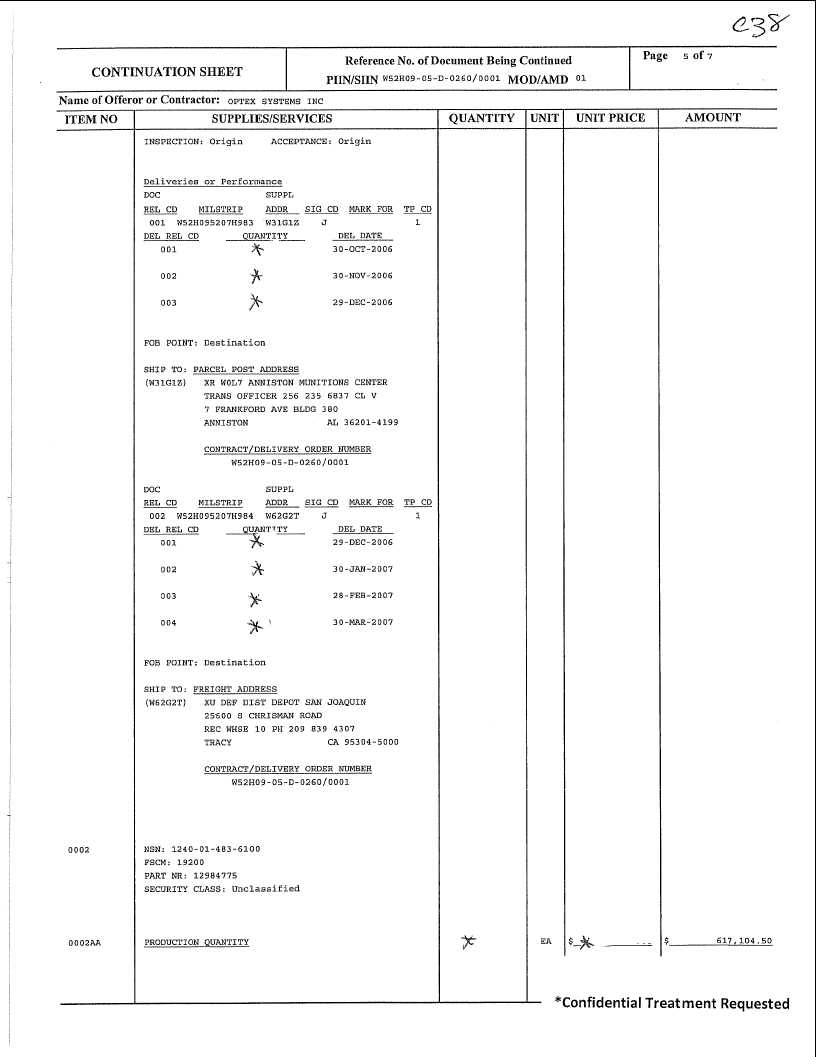 C38
CONTINUATION SHEET
Reference No. of Document Being Continued
PIIN/SIIN W52H09-05-D-0260/0001 MOD/AMD 01
Page 5 of 7
Name of Offeror or Contractor: OPTEX SYSTEMS INC
ITEM NO SUPPLIES/SERVICES QUANTITY UNIT UNIT PRICE AMOUNT
INSPECTION: Origin ACCEPTANCE: Origin
Deliveries or Performance
DOC SUPPL
REL CD MILSTRIP ADDR SIG CD MARK FOR TP CD
001 W52H095207H983 W31G1Z J 1
DEL REL CD QUANTITY DEL DATE
001 * 30-OCT-2006
002 * 30-NOV-2006
003 * 29-DEC-2006
FOB POINT: Destination
SHIP TO: PARCEL POST ADDRESS
(W31G1Z) XR W0L7 ANNISTON MUNITIONS CENTER
TRANS OFFICER 256 235 6837 CL V
7 FRANKFORD AVE BLDG 380
ANNISTON AL 36201-4199
CONTRACT/DELIVERY ORDER NUMBER
W52H09-05-D-0260/0001
DOC SUPPL
REL CD MILSTRIP ADDR SIG CD MARK FOR TP CD
002 W52H095207H984 W62G2T J 1
DEL REL CD QUANTITY DEL DATE
001 * 29-DEC-2006
002 * 30-JAN-2007
003 * 28-FEB-2007
004 * 30-MAR-2007
FOB POINT: Destination
SHIP TO: FREIGHT ADDRESS
(W62G2T) XU DEF DIST DEPOT SAN JOAQUIN
25600 S CHRISMAN ROAD
REC WHSE 10 PH 209 839 4307
TRACY CA 95304-5000
CONTRACT/DELIVERY ORDER NUMBER
W52H09-05-D-0260/0001
0002 NSN: 1240-01-483-6100
FSCM: 19200
PART NR: 12984775
SECURITY CLASS: Unclassified
0002AA PRODUCTION QUANTITY * EA $ * $ 617,104.50
*Confidential Treatment Requested